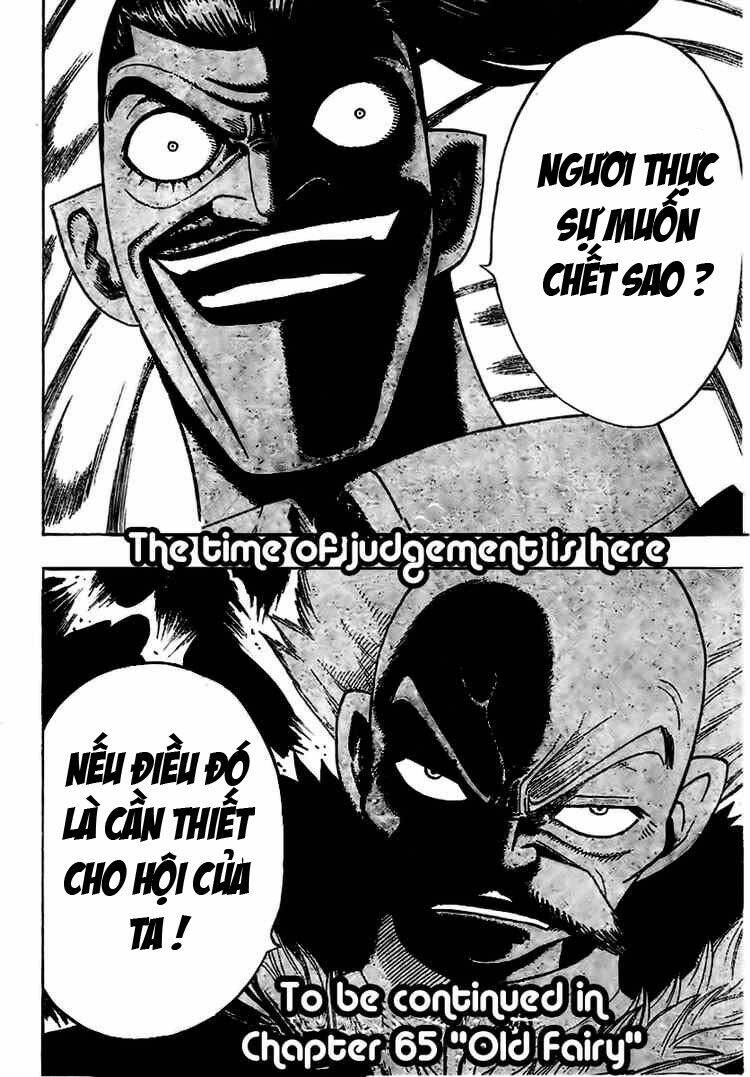 NGƯƠI THỰC
SỰ MUỐN
CHẾT SAO ?
The time of judgement is here
NẾU ĐIỀU ĐÓ
LÀ CẦN THIẾT
CHO HỘI CỦA
TA !
To be continued in
Chapter 65 "Old Fairy"